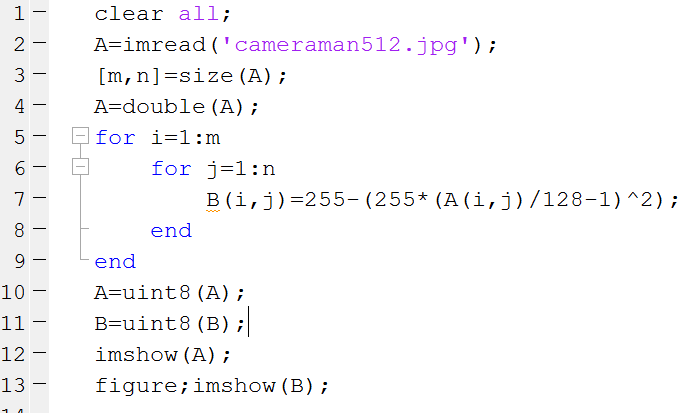 1 clear all;
2 A=imread('cameraman512.jpg');
3 [m,n]=size(A);
4 A=double(A);
5 for i=1:m
6 for j=1:n
7 B(i,j)=255-(255*(A(i,j)/128-1)^2);
8 end
9 end
10 A=uint8(A);
11 B=uint8(B);
12 imshow(A);
13 figure;imshow(B);